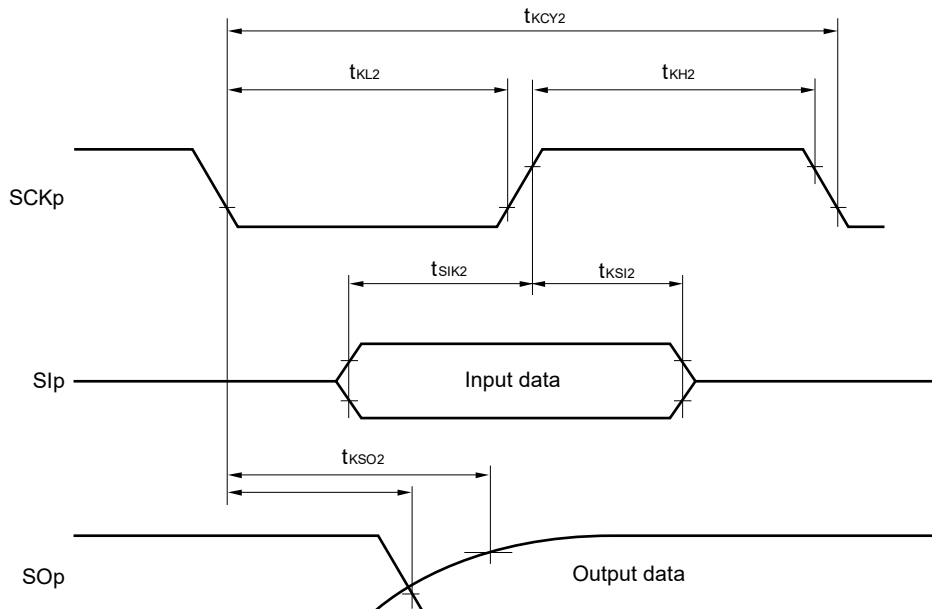 tKCY2
tKL2
tKH2
SCKp
tSIK2
tKSI2
SIp
Input data
tKSO2
SOp
Output data